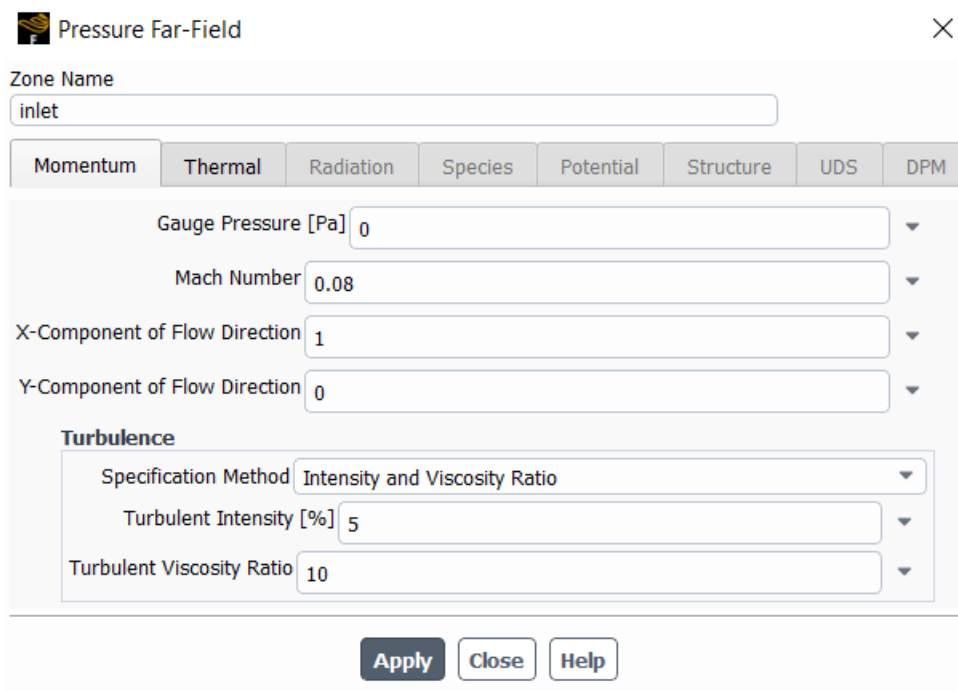 Pressure Far-Field
Zone Name
inlet
Momentum Thermal Radiation Species Potential Structure UDS DPM
Gauge Pressure [Pa] 0
Mach Number 0.08
X-Component of Flow Direction 1
Y-Component of Flow Direction 0
Turbulence
Specification Method Intensity and Viscosity Ratio
Turbulent Intensity [%] 5
Turbulent Viscosity Ratio 10
Apply Close Help